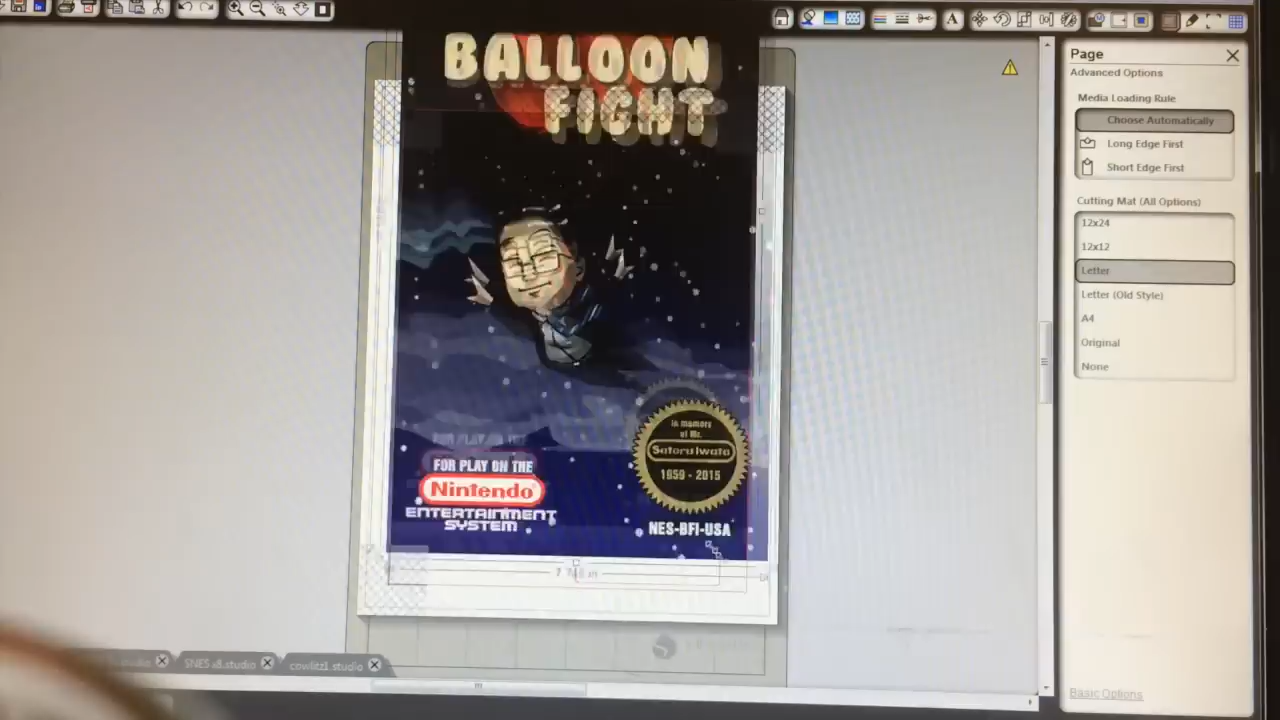 BALLOON
FIGHT
In memory
of Mr.
Satoru Iwata
1959 - 2015
FOR PLAY ON THE
Nintendo
ENTERTAINMENT
SYSTEM
NES-BFI-USA
SNES all.studio
cowlitz1.studio
A
Page
Advanced Options
Media Loading Rule
Choose Automatically
Long Edge First
Short Edge First
Cutting Mat (All Options)
12x24
12x12
Letter
Letter (Old Style)
A4
Original
None
Basic Options